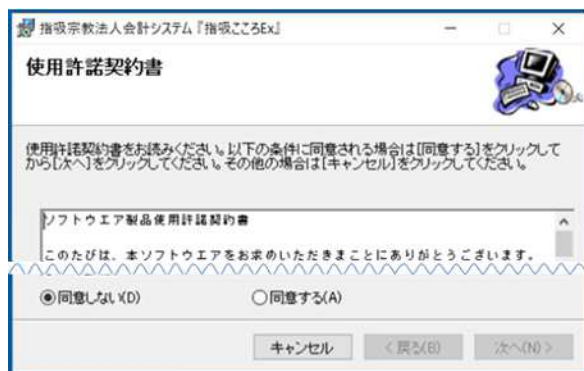 指吸宗教法人会計システム『指吸こころEx』
使用許諾契約書
使用許諾契約書をお読みください。以下の条件に同意される場合は[同意する]をクリックして
から[次へ]をクリックしてください。その他の場合は[キャンセル]をクリックしてください。
ソフトウエア製品使用許諾契約書
このたびは、本ソフトウエアをお求めいただきまことにありがとうございます。
同意しない(D) 同意する(A)
キャンセル < 戻る(B) 次へ(N) >